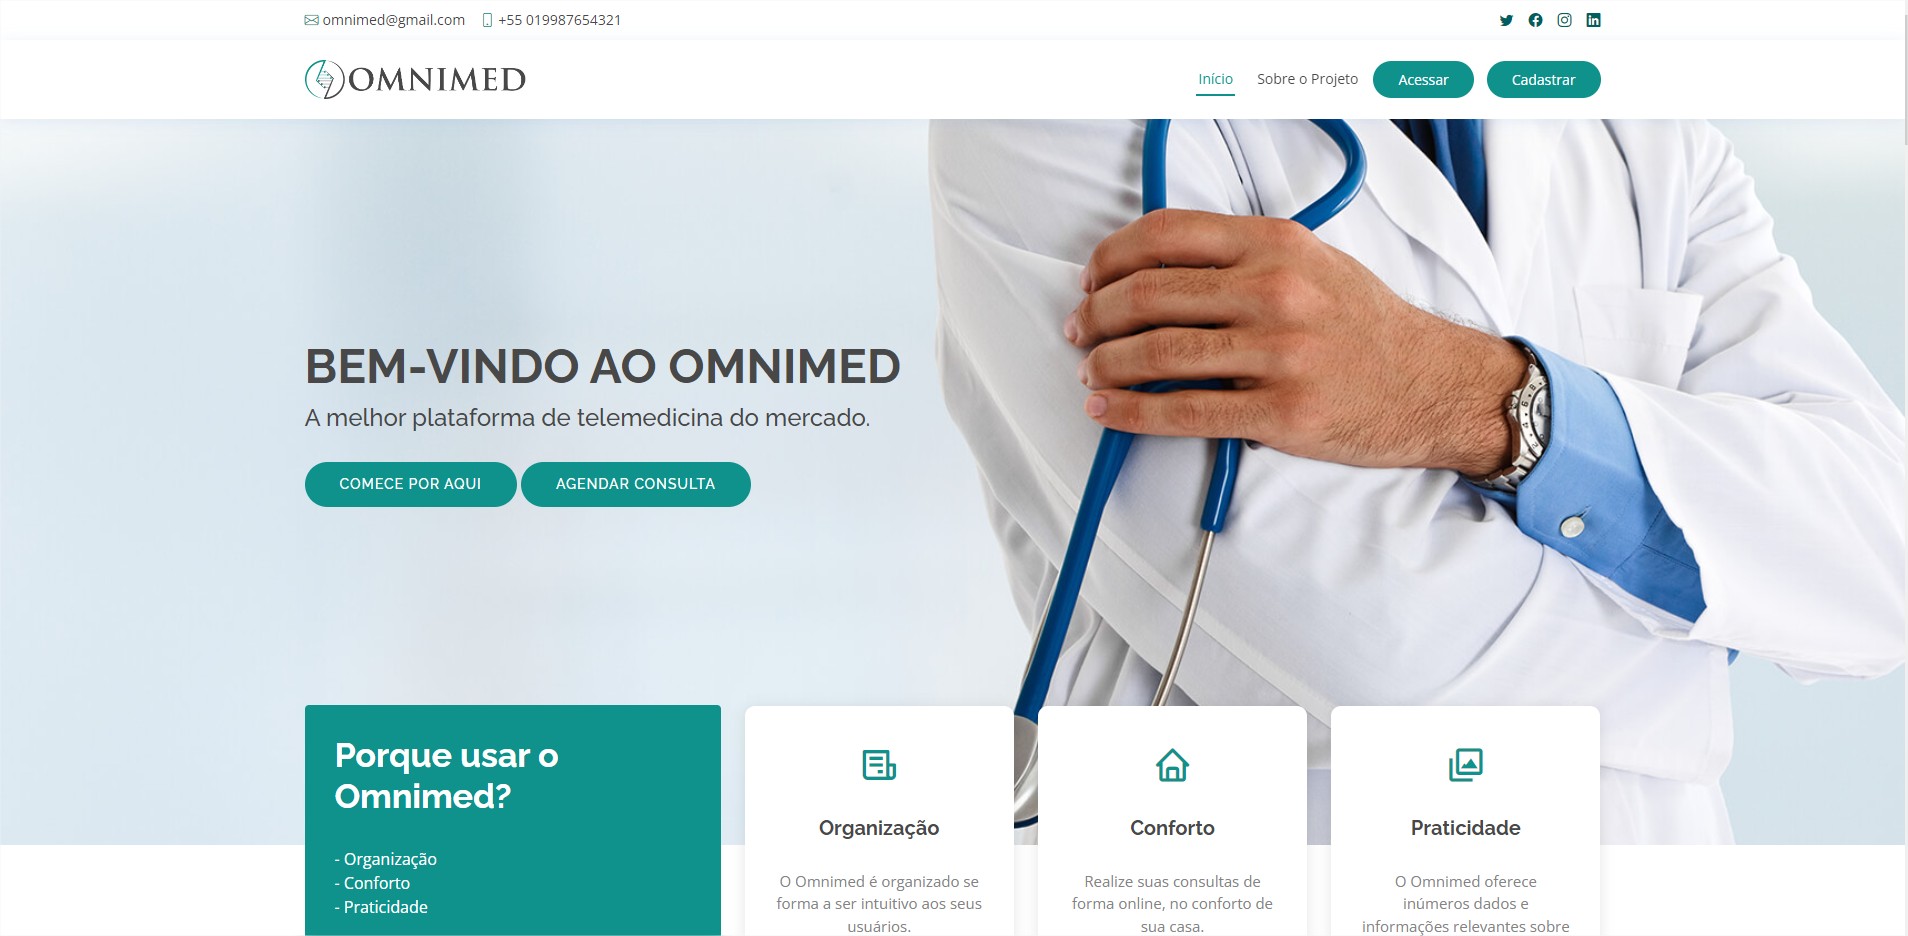 omnimed@gmail.com +55 019987654321
OMNIMED
Início Sobre o Projeto Acessar Cadastrar
BEM-VINDO AO OMNIMED
A melhor plataforma de telemedicina do mercado.
COMECE POR AQUI AGENDAR CONSULTA
Porque usar o
Omnimed?
- Organização
- Conforto
- Praticidade
Organização
O Omnimed é organizado se
forma a ser intuitivo aos seus
usuários.
Conforto
Realize suas consultas de
forma online, no conforto de
sua casa.
Praticidade
O Omnimed oferece
inúmeros dados e
informações relevantes sobre